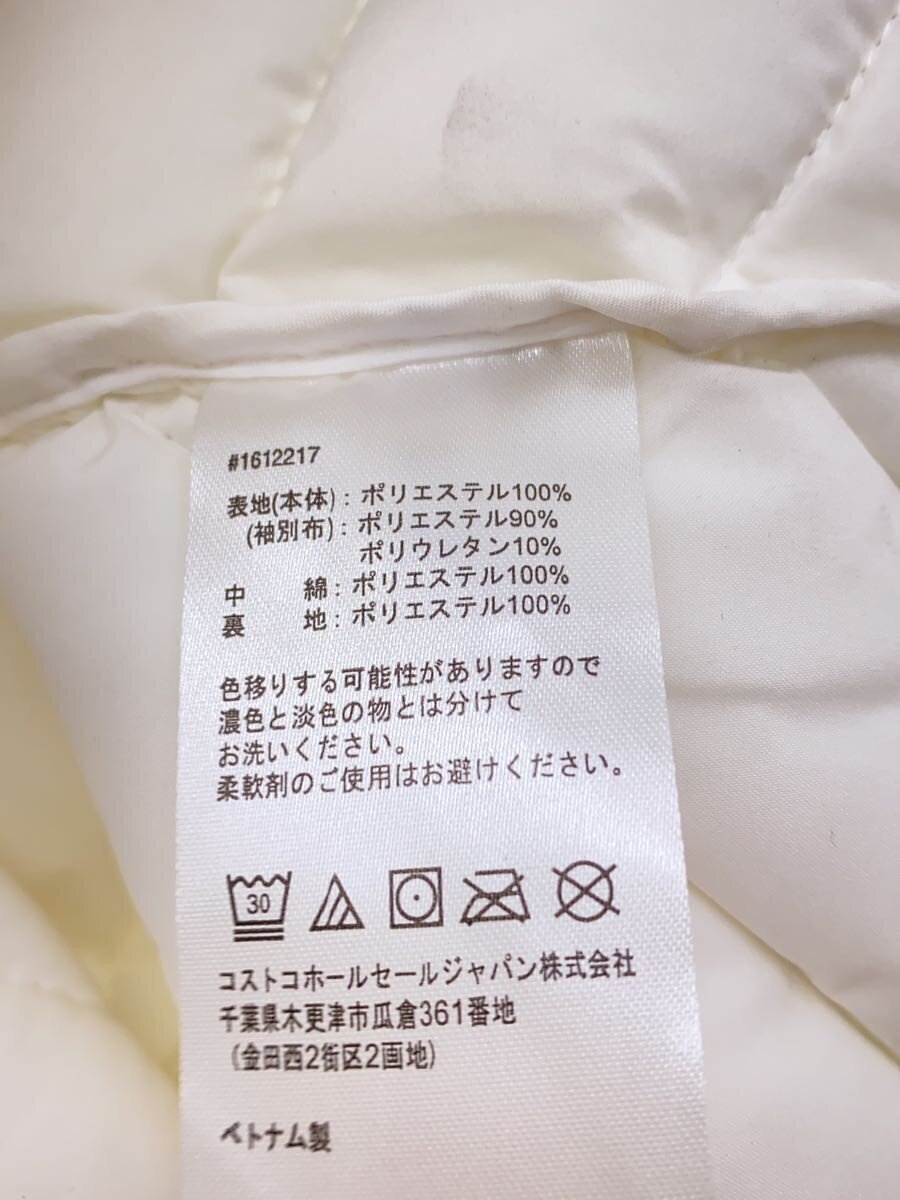 #1612217
表地(本体): ポリエステル100%
(袖別布): ポリエステル90%
ポリウレタン10%
中　　綿: ポリエステル100%
裏　　地: ポリエステル100%
色移りする可能性がありますので
濃色と淡色の物とは分けて
お洗いください。
柔軟剤のご使用はお避けください。
30
コストコホールセールジャパン株式会社
千葉県木更津市瓜倉361番地
(金田西2街区2画地)
ベトナム製